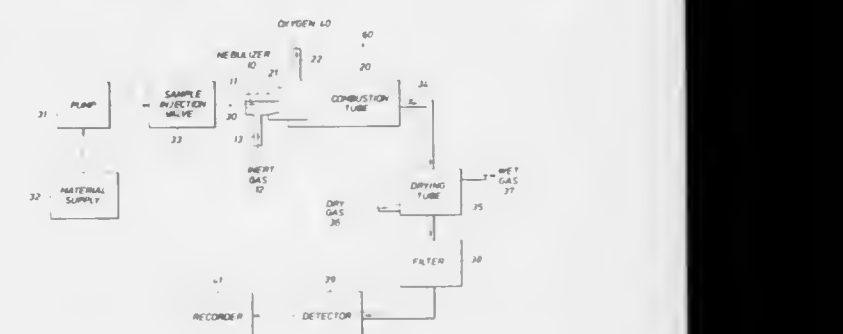 OXYGEN 40
60
NEBULIZER
10
22
21
20
11
34
SAMPLE
INJECTION
VALVE
COMBUSTION
TUBE
PUMP
31
30
33
13
INERT
GAS
12
WET
GAS
37
MATERIAL
SUPPLY
32
DRYING
TUBE
DRY
GAS
36
35
FILTER
38
41
39
RECORDER
DETECTOR